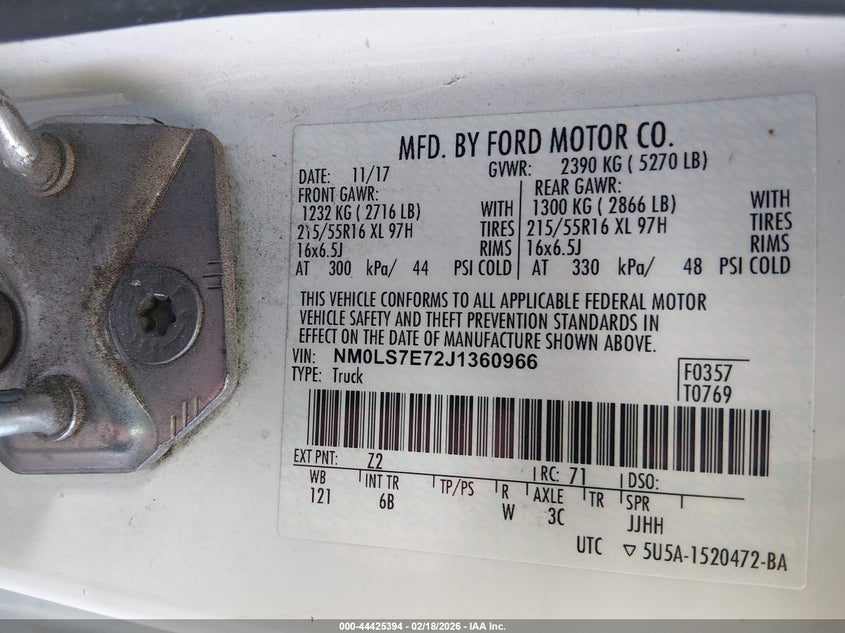 MFD. BY FORD MOTOR CO.
DATE: 11/17 GVWR: 2390 KG ( 5270 LB)
FRONT GAWR: REAR GAWR:
1232 KG ( 2716 LB) WITH 1300 KG ( 2866 LB) WITH
215/55R16 XL 97H TIRES 215/55R16 XL 97H TIRES
16x6.5J RIMS 16x6.5J RIMS
AT 300 kPa/ 44 PSI COLD AT 330 kPa/ 48 PSI COLD
THIS VEHICLE CONFORMS TO ALL APPLICABLE FEDERAL MOTOR
VEHICLE SAFETY AND THEFT PREVENTION STANDARDS IN
EFFECT ON THE DATE OF MANUFACTURE SHOWN ABOVE.
VIN: NM0LS7E72J1360966
TYPE: Truck
F0357
T0769
EXT PNT: Z2 RC: 71 DSO:
WB INT TR TP/PS R AXLE TR SPR
121 6B W 3C JJHH
UTC ▽ 5U5A-1520472-BA
000-44425394 - 02/18/2026 - IAA Inc.